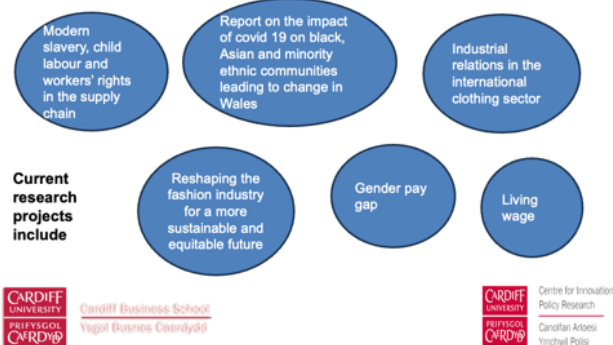 Modern
slavery, child
labour and
workers' rights
in the supply
chain
Report on the impact
of covid 19 on black,
Asian and minority
ethnic communities
leading to change in
Wales
Industrial
relations in the
international
clothing sector
Current
research
projects
include
Reshaping the
fashion industry
for a more
sustainable and
equitable future
Gender pay
gap
Living
wage
CARDIFF
UNIVERSITY
PRIFYSGOL
CAERDYDD
Cardiff Business School
Ysgol Busnes Caerdydd
CARDIFF
UNIVERSITY
PRIFYSGOL
CAERDYDD
Centre for Innovation
Policy Research
Canolfan Arloesi
Ymchwil Polisi